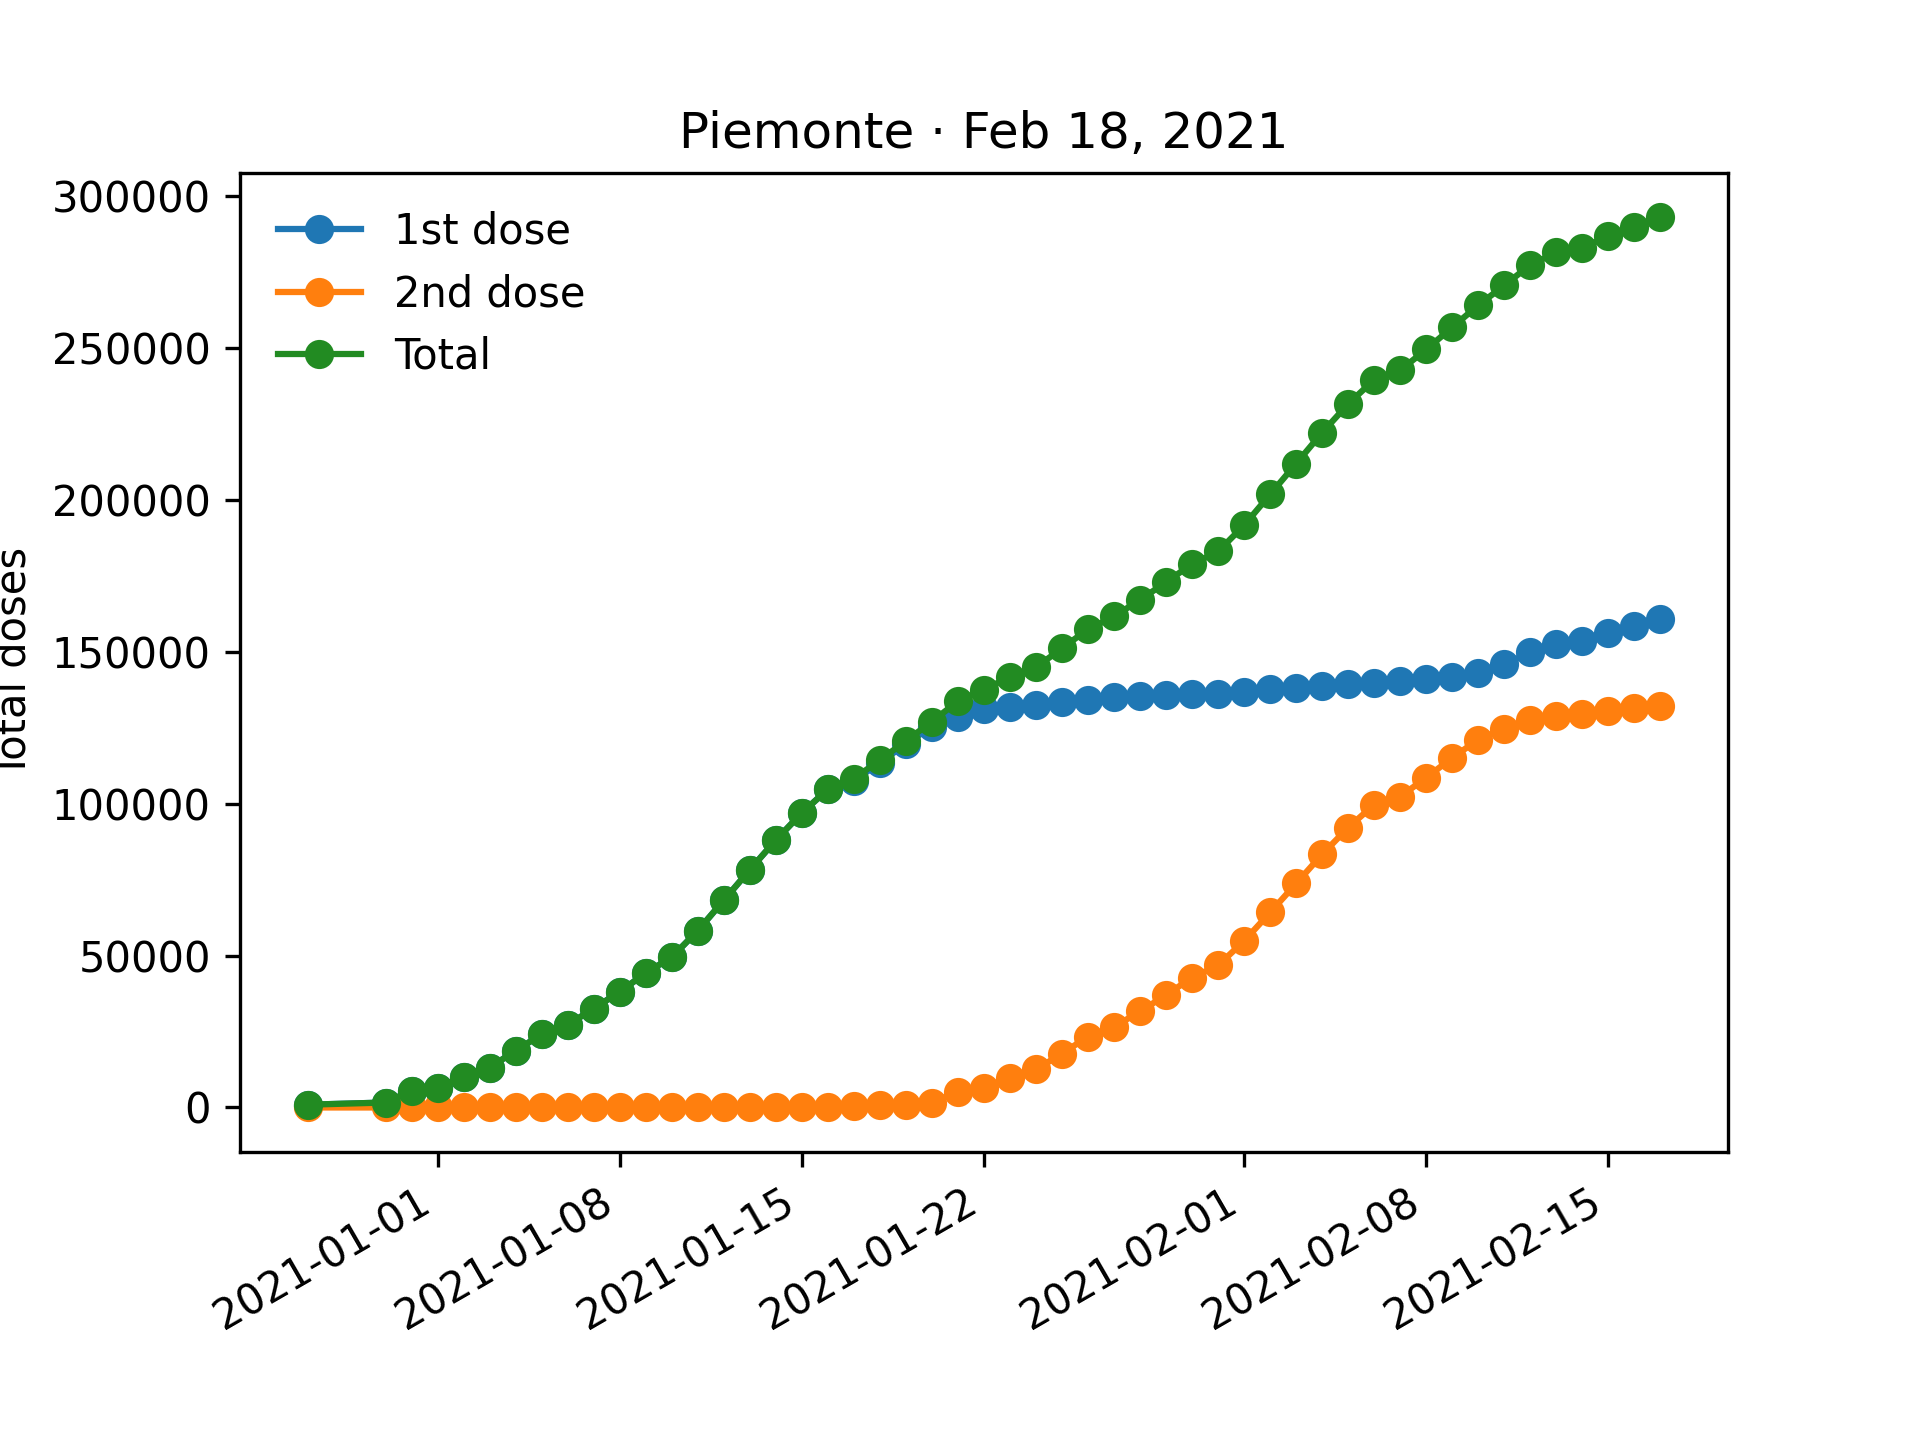 Piemonte · Feb 18, 2021
300000
250000
200000
150000
100000
50000
0
Total doses
1st dose
2nd dose
Total
2021-01-01
2021-01-08
2021-01-15
2021-01-22
2021-02-01
2021-02-08
2021-02-15